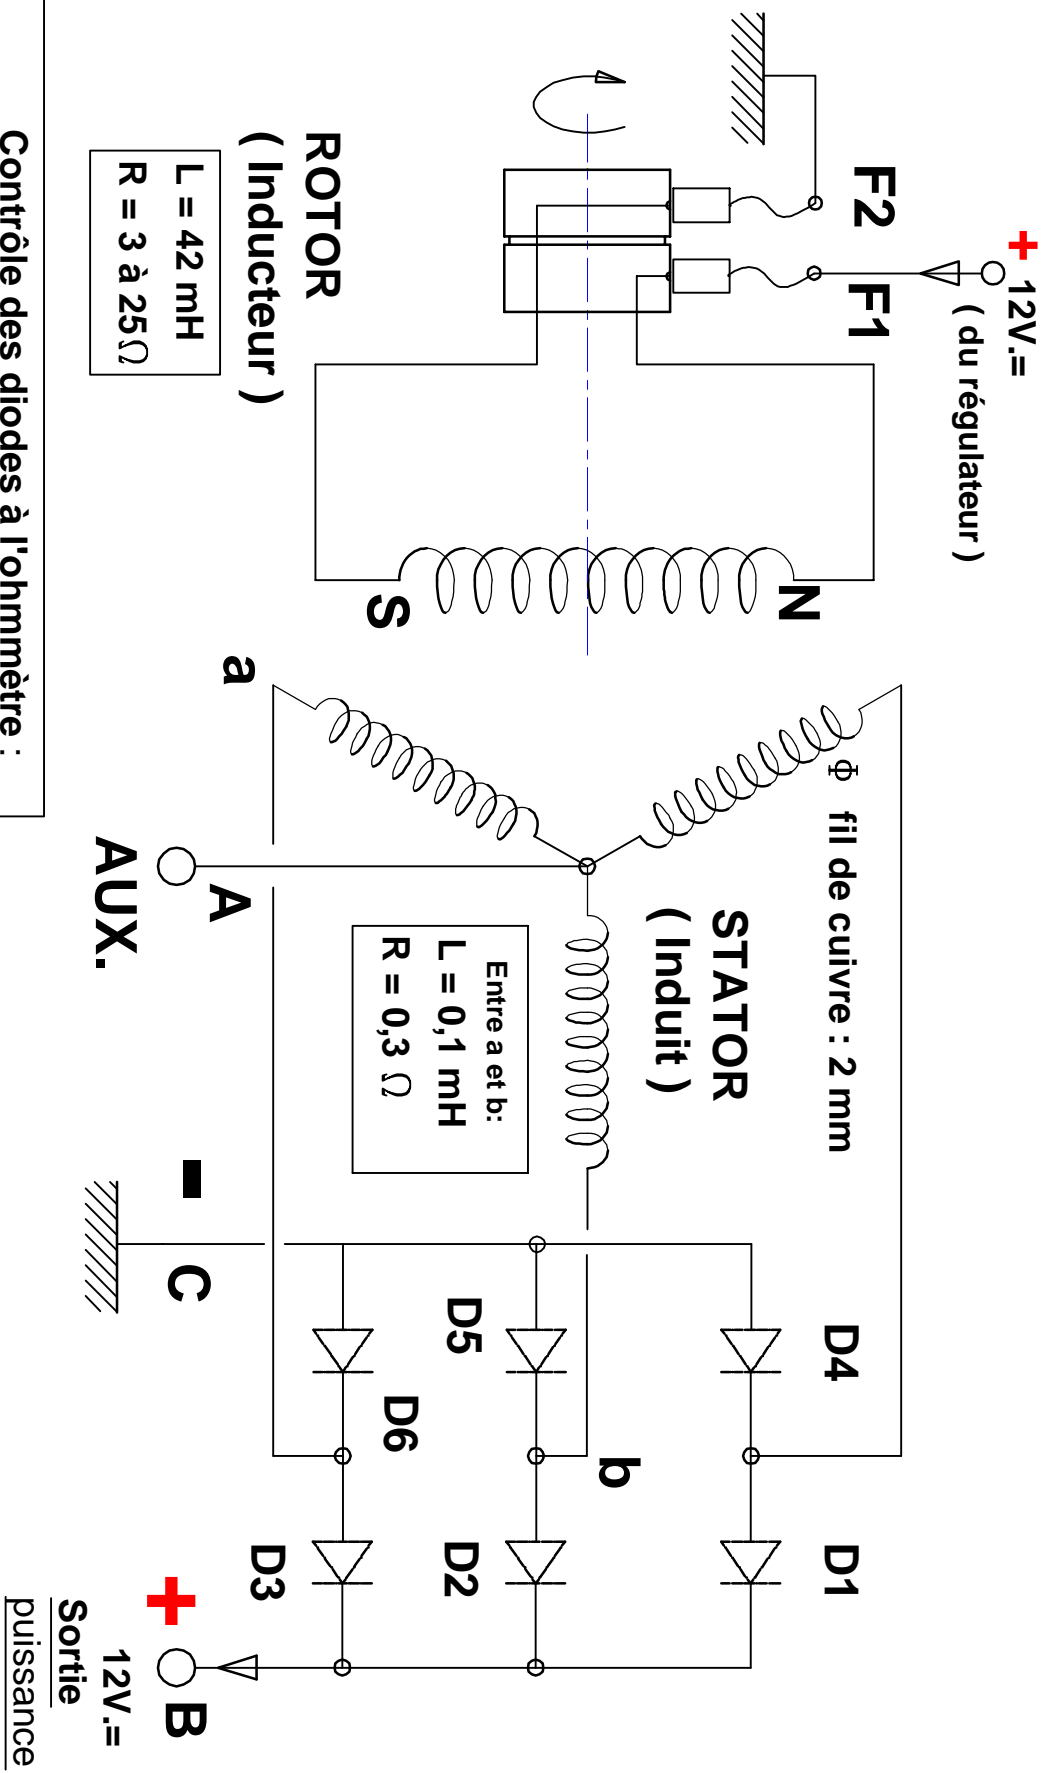 + 12V.=
( du régulateur )
F2
F1
ROTOR
( Inducteur )
L = 42 mH
R = 3 à 25Ω
N
S
a
Φ fil de cuivre : 2 mm
STATOR
( Induit )
Entre a et b:
L = 0,1 mH
R = 0,3 Ω
A
AUX.
-
C
D4
D5
D6
b
D1
D2
D3
+
B
12V.=
Sortie
puissance
Contrôle des diodes à l'ohmmètre :